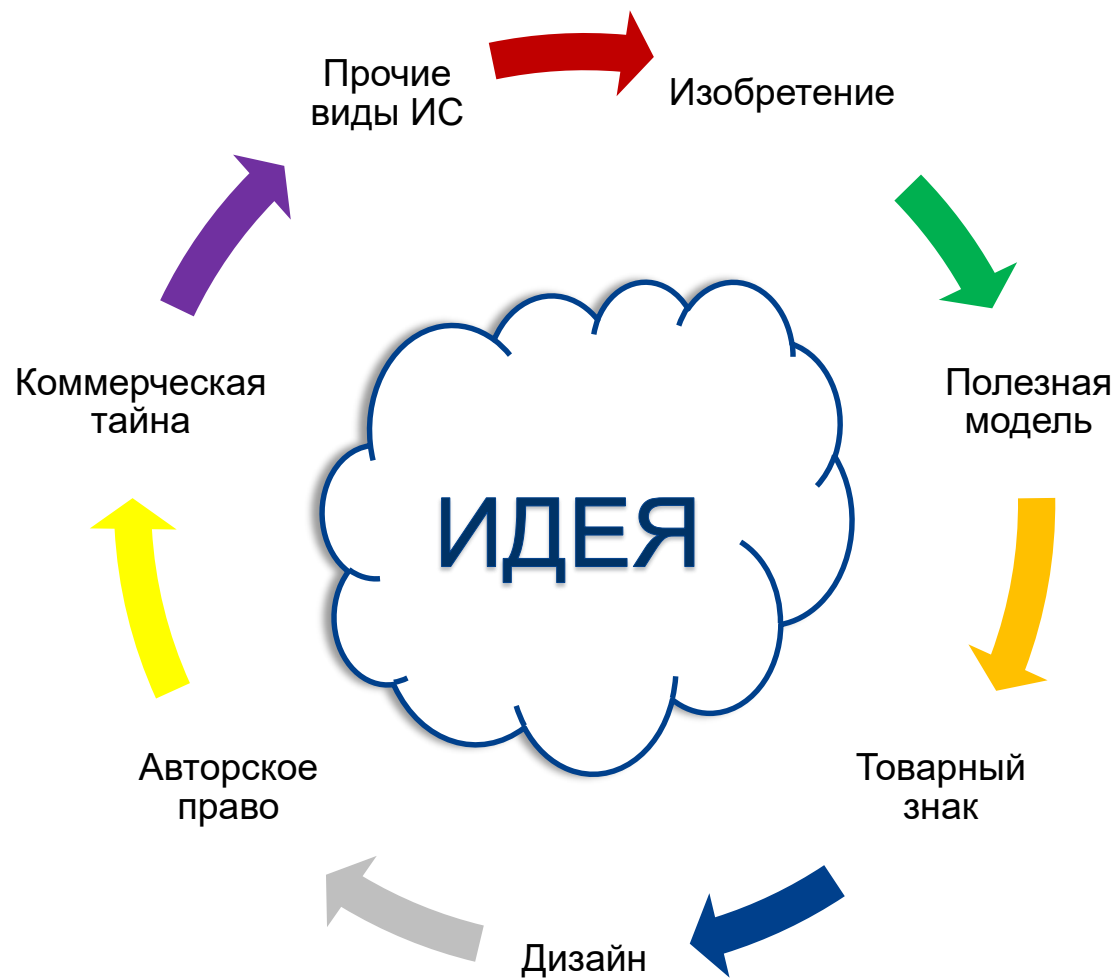 Прочие
виды ИС
Изобретение
Полезная
модель
Товарный
знак
Дизайн
Авторское
право
Коммерческая
тайна
ИДЕЯ